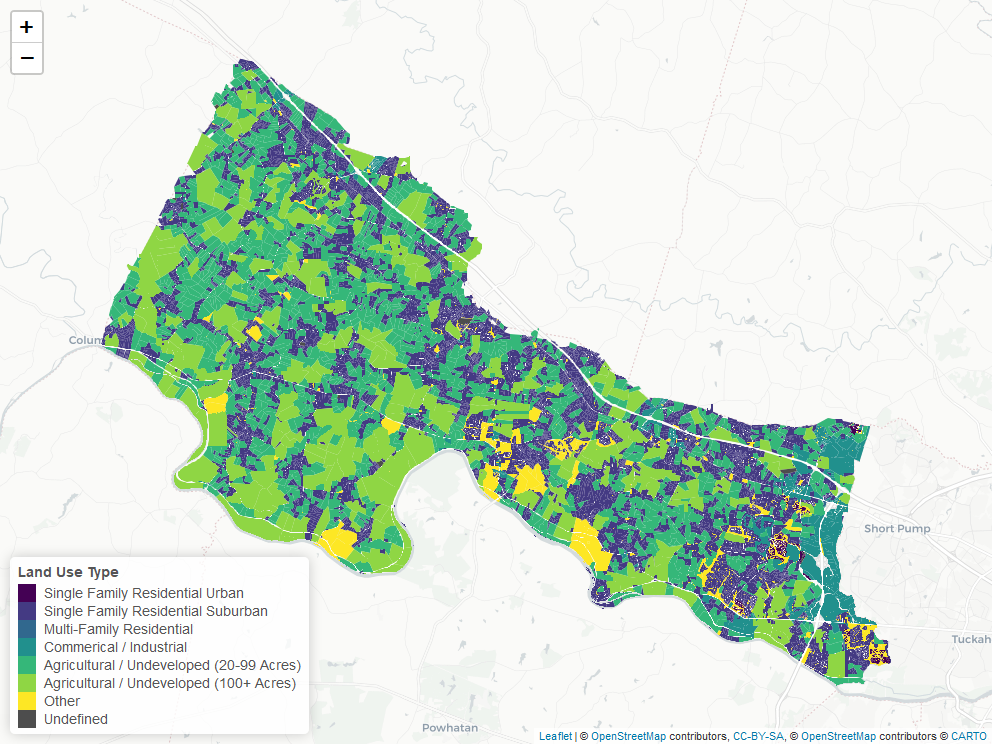 +
−
Colum
Short Pump
Tuckah
Powhatan
Land Use Type
Single Family Residential Urban
Single Family Residential Suburban
Multi-Family Residential
Commerical / Industrial
Agricultural / Undeveloped (20-99 Acres)
Agricultural / Undeveloped (100+ Acres)
Other
Undefined
Leaflet | © OpenStreetMap contributors, CC-BY-SA, © OpenStreetMap contributors © CARTO